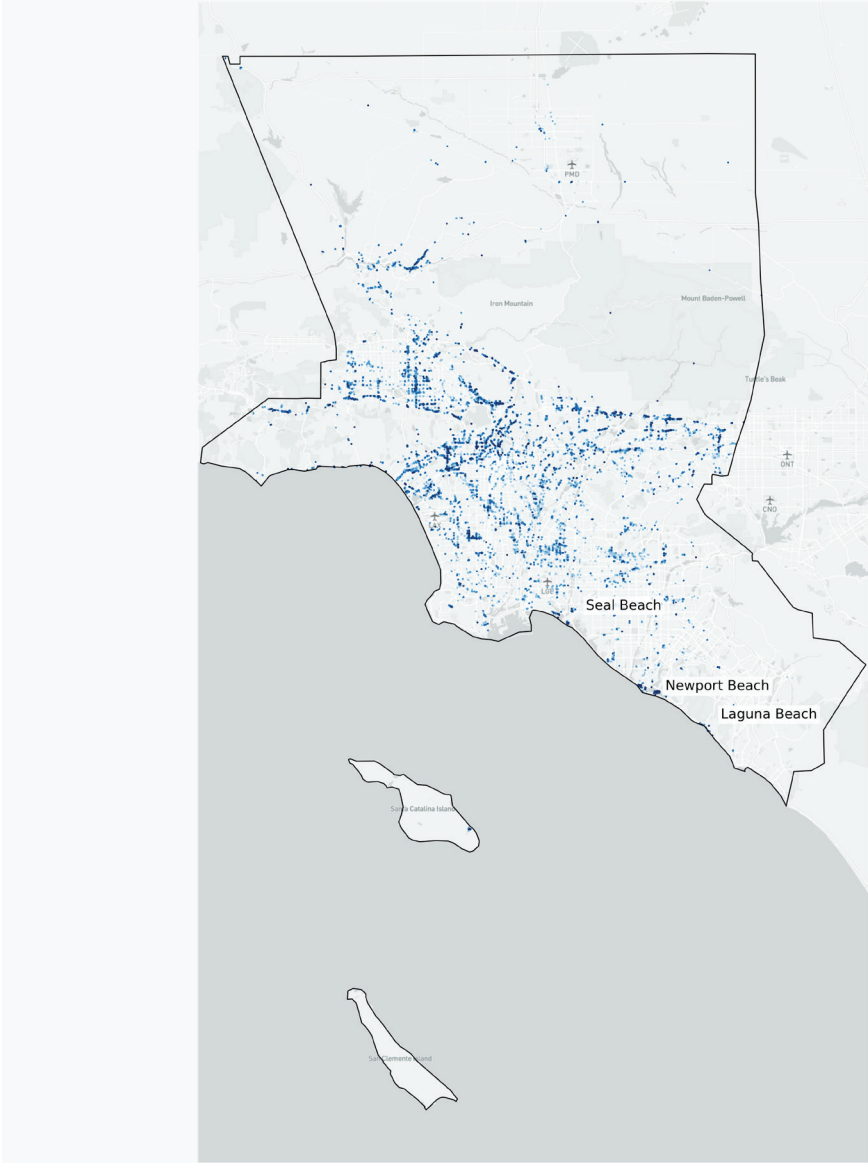 PMD
Iron Mountain
Mount Baden-Powell
Turtle's Beak
ONT
CNO
LGB
Seal Beach
Newport Beach
Laguna Beach
Santa Catalina Island
San Clemente Island